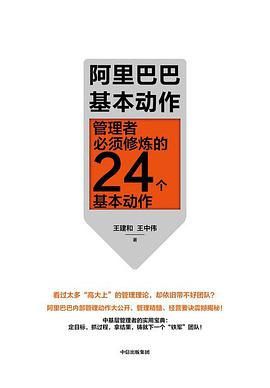 阿里巴巴
基本动作
管理者
必须修炼的
24个
基本动作
王建和 王中伟
著
看过太多“高大上”的管理理论，却依旧带不好团队？
阿里巴巴内部管理动作大公开，管理精髓、经营要诀震撼揭秘！
中基层管理者的实用宝典：
定目标，抓过程，拿结果，铸就下一个“铁军”团队！
中信出版集团